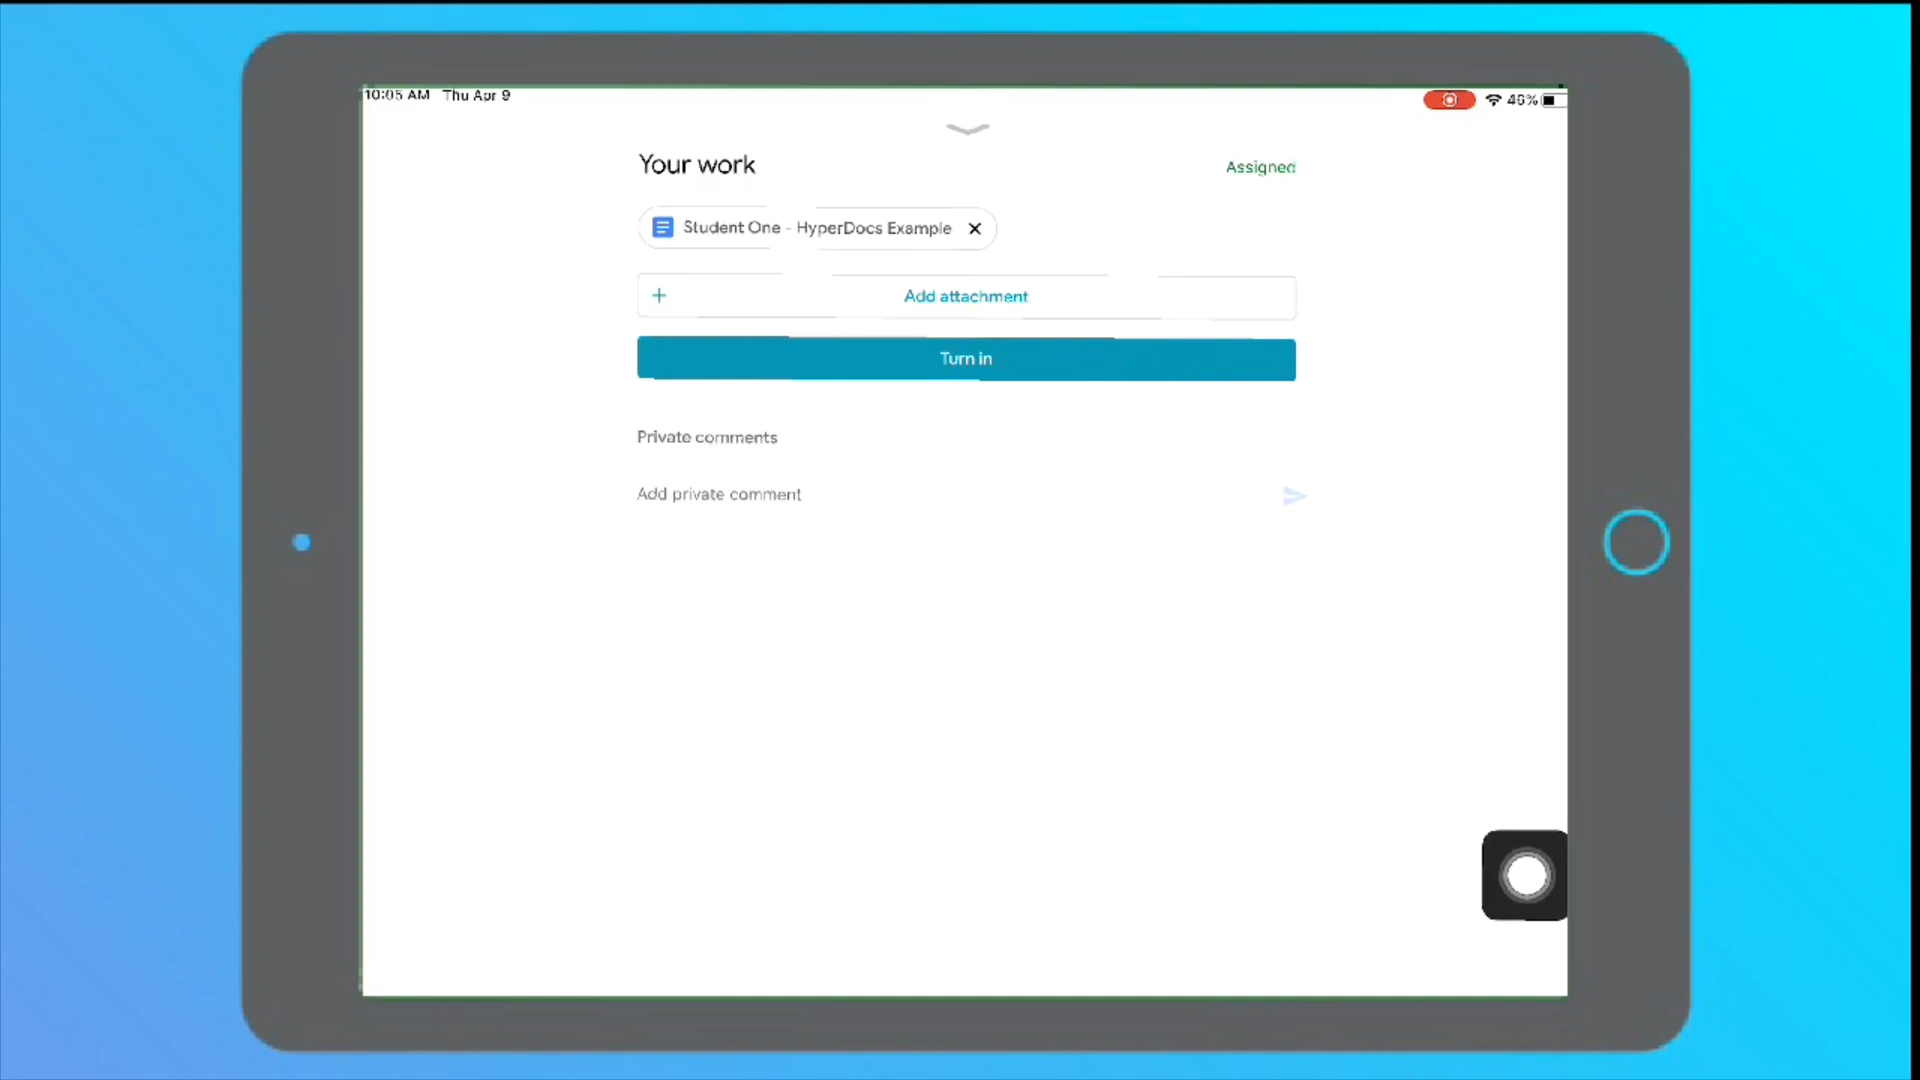 10:05 AM Thu Apr 9
46%
Your work
Assigned
Student One - HyperDocs Example
Add attachment
Turn in
Private comments
Add private comment